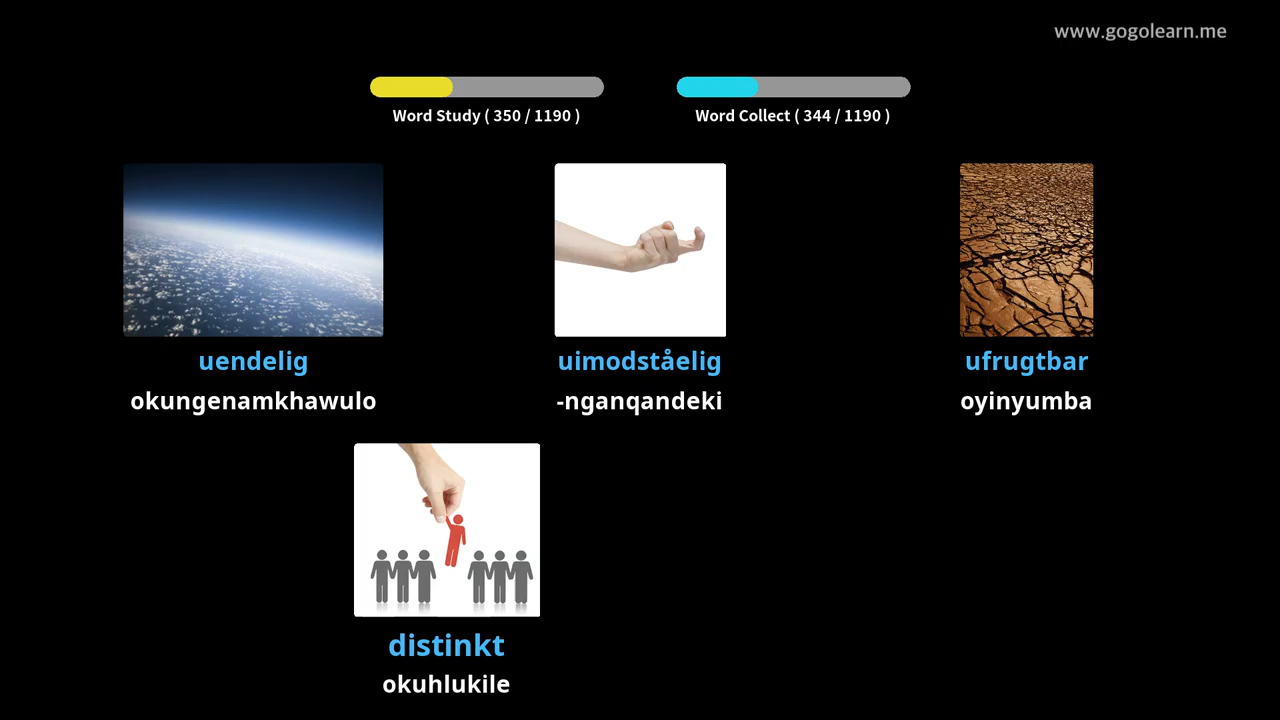 www.gogolearn.me
Word Study ( 350 / 1190 )
Word Collect ( 344 / 1190 )
uendelig
okungenamkhawulo
uimodståelig
-nganqandeki
ufrugtbar
oyinyumba
distinkt
okuhlukile